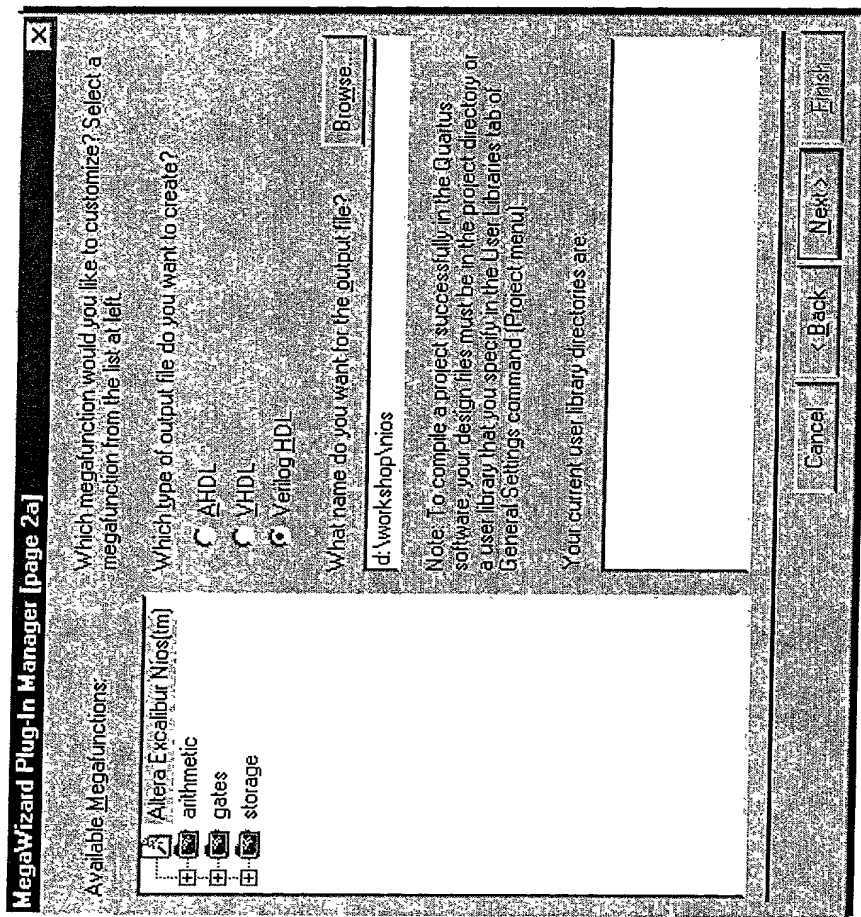 MegaWizard Plug-In Manager [page 2a]
Available Megafunctions:
Altera Excalibur Nios(tm)
arithmetic
gates
storage
Which megafunction would you like to customize? Select a
megafunction from the list at left.
Which type of output file do you want to create?
AHDL
VHDL
Verilog HDL
What name do you want for the output file?
Browse...
d:\workshop\nios
Note: To compile a project successfully in the Quartus
software, your design files must be in the project directory or
a user library that you specify in the User Libraries tab of
General Settings command (Project menu).
Your current user library directories are:
Cancel
< Back
Next >
Finish